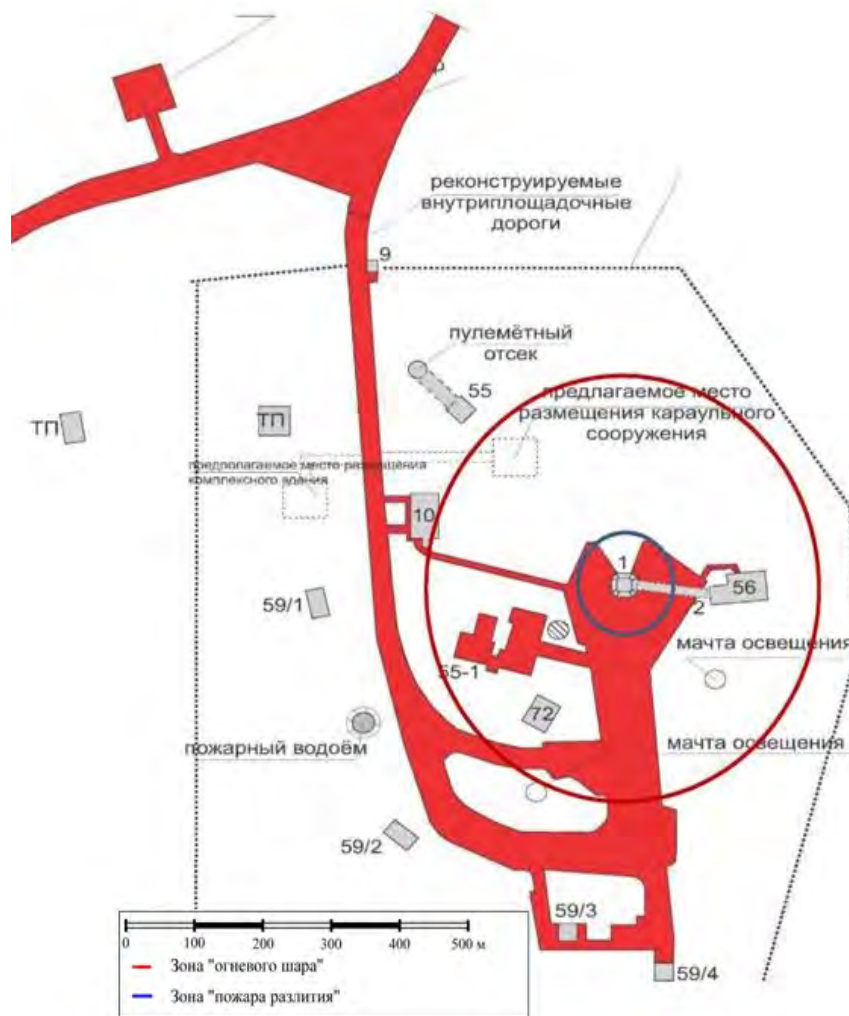 р
реконструируемые
внутриплощадочные
дороги
9
пулемётный
отсек
55
предлагаемое место
размещения караульного
сооружения
ТП
ТП
предполагаемое место размещения
комплексного здания
10
1
56
2
59/1
мачта освещения
55-1
72
пожарный водоём
мачта освещения
59/2
59/3
59/4
0 100 200 300 400 500 м
Зона "огневого шара"
Зона "пожара разлития"